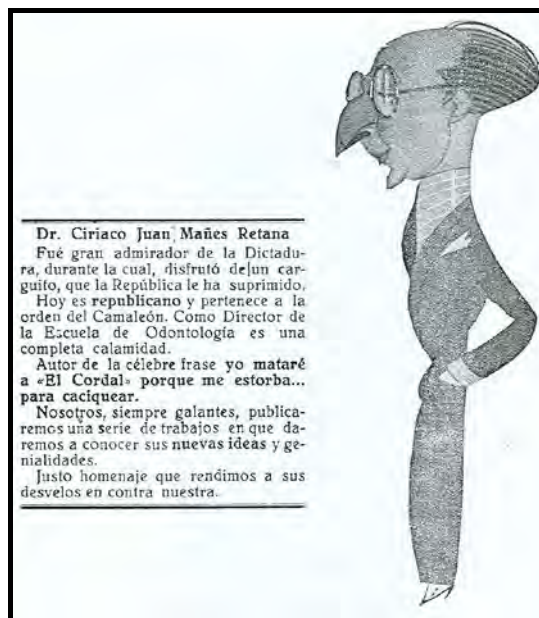 Dr. Ciriaco Juan Mañes Retana
Fué gran admirador de la Dictadu-
ra, durante la cual, disfrutó de un car-
guito, que la República le ha suprimido.
Hoy es republicano y pertenece a la
orden del Camaleón. Como Director de
la Escuela de Odontología es una
completa calamidad.
Autor de la célebre frase yo mataré
a «El Cordal» porque me estorba...
para caciquear.
Nosotros, siempre galantes, publica-
remos una serie de trabajos en que da-
remos a conocer sus nuevas ideas y ge-
nialidades.
Justo homenaje que rendimos a sus
desvelos en contra nuestra.